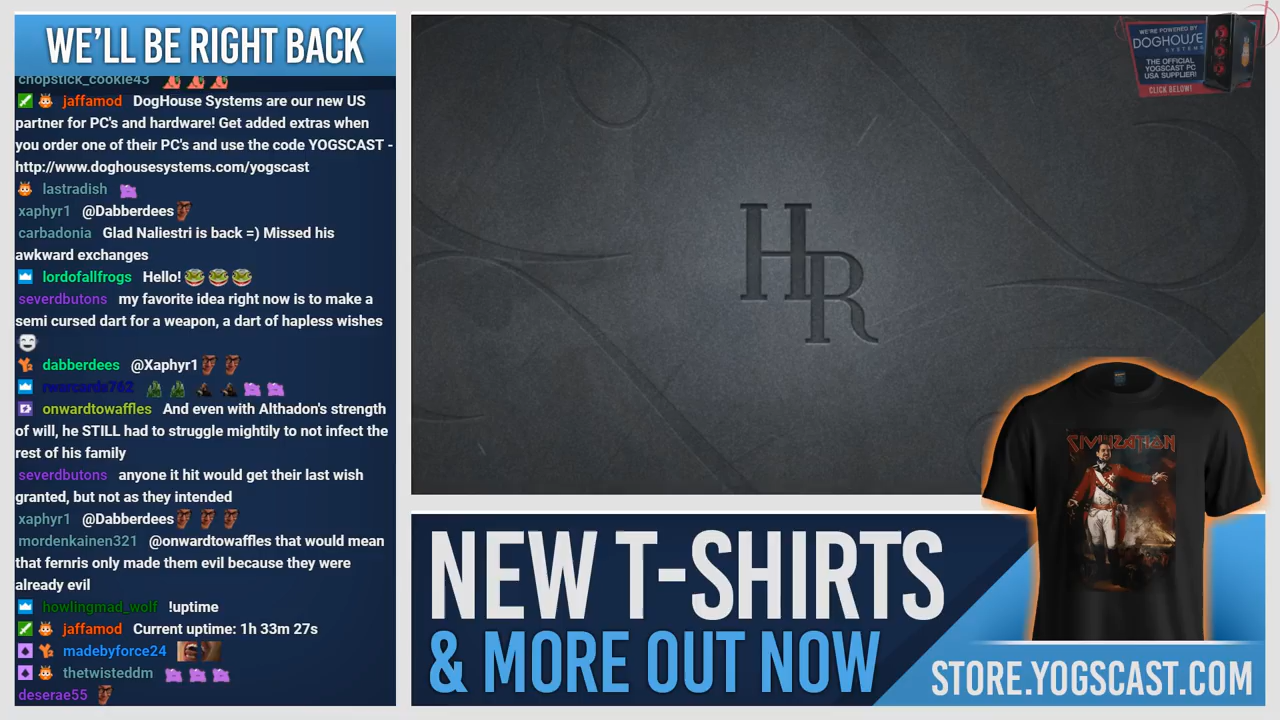 WE'LL BE RIGHT BACK
chopstick_cookie43
jaffamod DogHouse Systems are our new US
partner for PC's and hardware! Get added extras when
you order one of their PC's and use the code YOGSCAST -
http://www.doghousesystems.com/yogscast
lastradish
xaphyr1 @Dabberdees
carbadonia Glad Naliestri is back =) Missed his
awkward exchanges
lordofallfrogs Hello!
severdbutons my favorite idea right now is to make a
semi cursed dart for a weapon, a dart of hapless wishes
dabberdees @Xaphyr1
onwardtowaffles And even with Althadon's strength
of will, he STILL had to struggle mightily to not infect the
rest of his family
severdbutons anyone it hit would get their last wish
granted, but not as they intended
xaphyr1 @Dabberdees
mordenkainen321 @onwardtowaffles that would mean
that fernris only made them evil because they were
already evil
howlingmad_wolf !uptime
jaffamod Current uptime: 1h 33m 27s
madebyforce24
thetwisteddm
deserae55
HR
WE'RE POWERED BY
DOGHOUSE
SYSTEMS
THE OFFICIAL
YOGSCAST PC
USA SUPPLIER!
CLICK BELOW!
CIVILIZATION
NEW T-SHIRTS
& MORE OUT NOW
STORE.YOGSCAST.COM